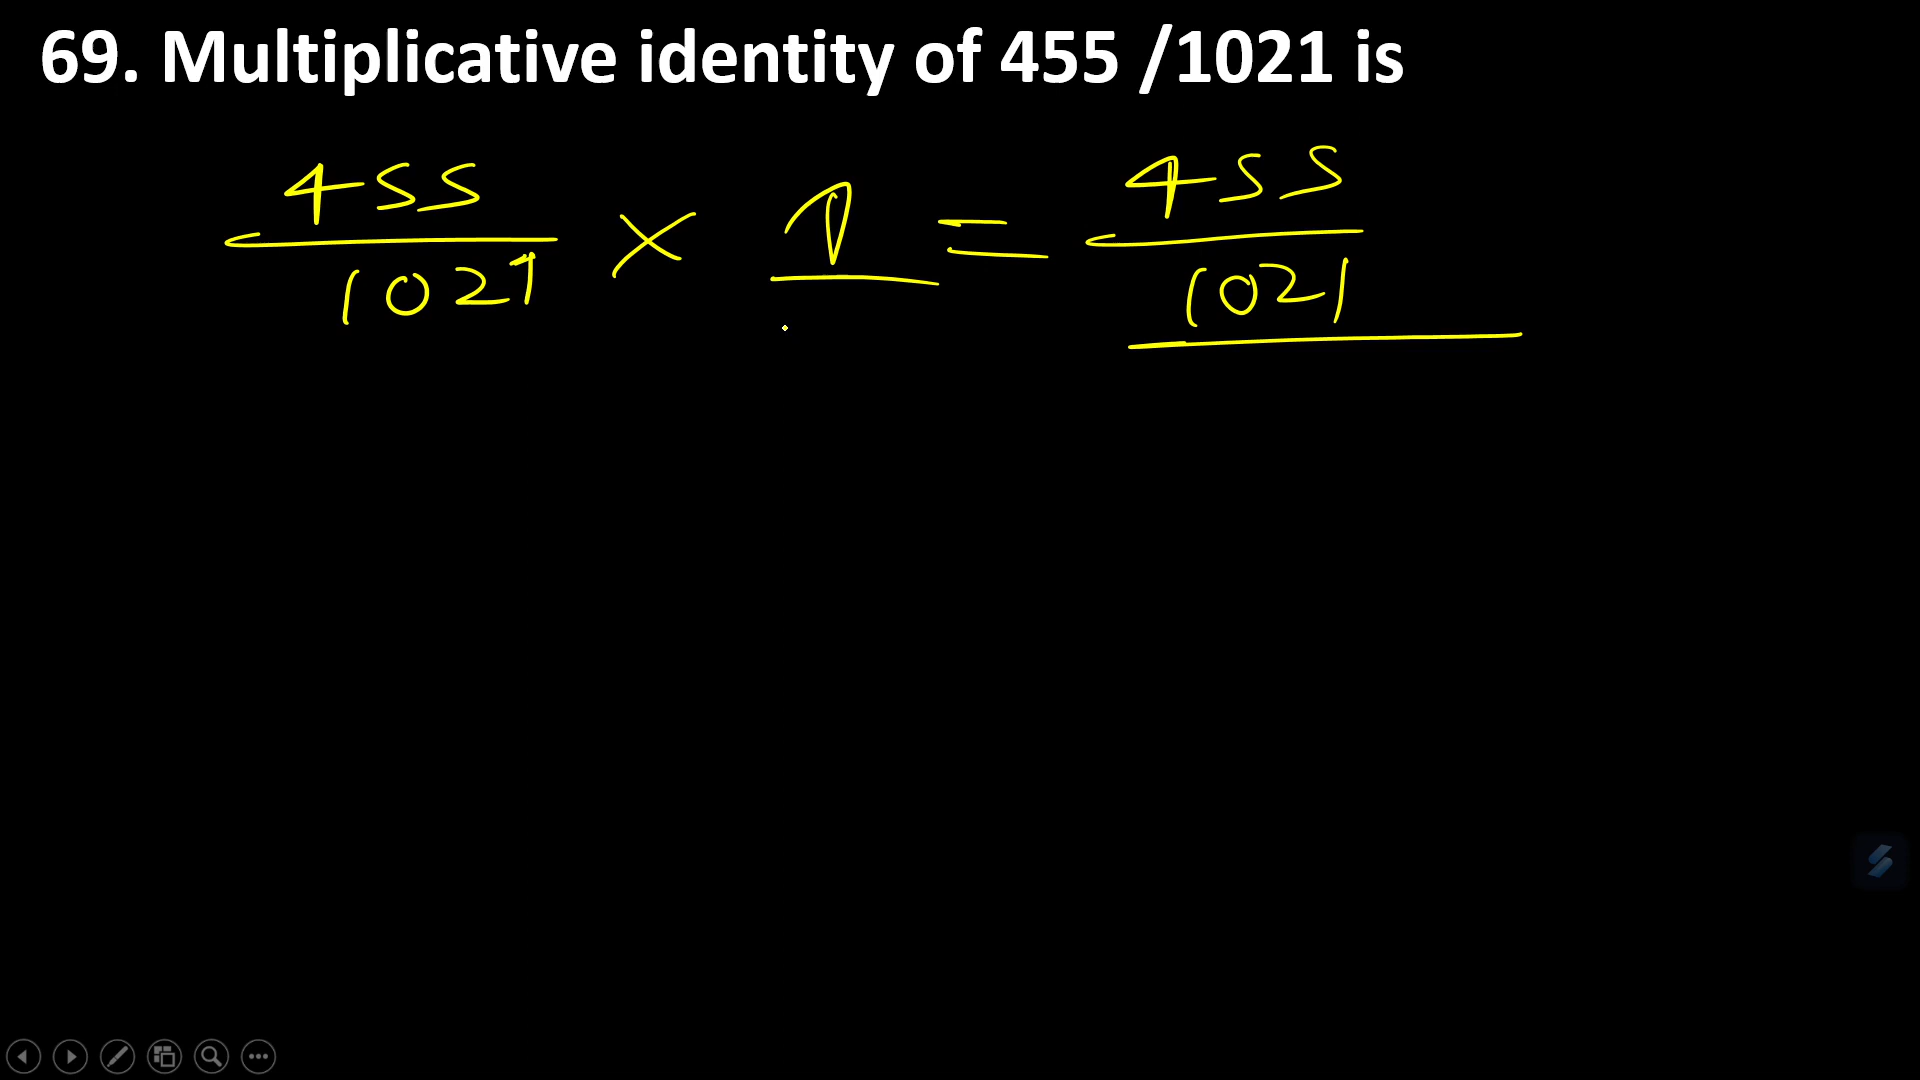 69. Multiplicative identity of 455 /1021 is
455/1021 × 1 = 455/1021